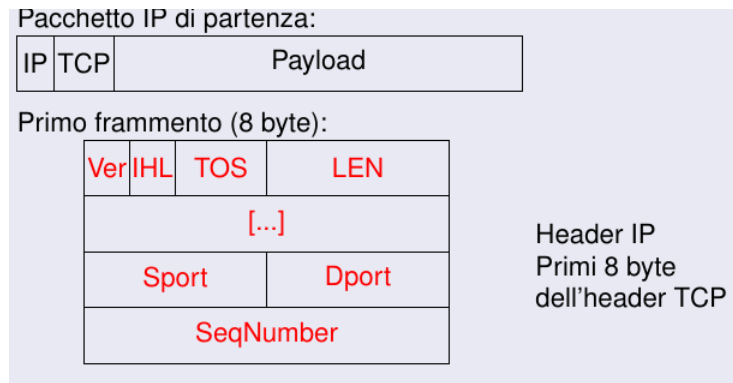 Pacchetto IP di partenza:
IP TCP Payload
Primo frammento (8 byte):
Ver IHL TOS LEN
[...]
Sport Dport
SeqNumber
Header IP
Primi 8 byte
dell'header TCP